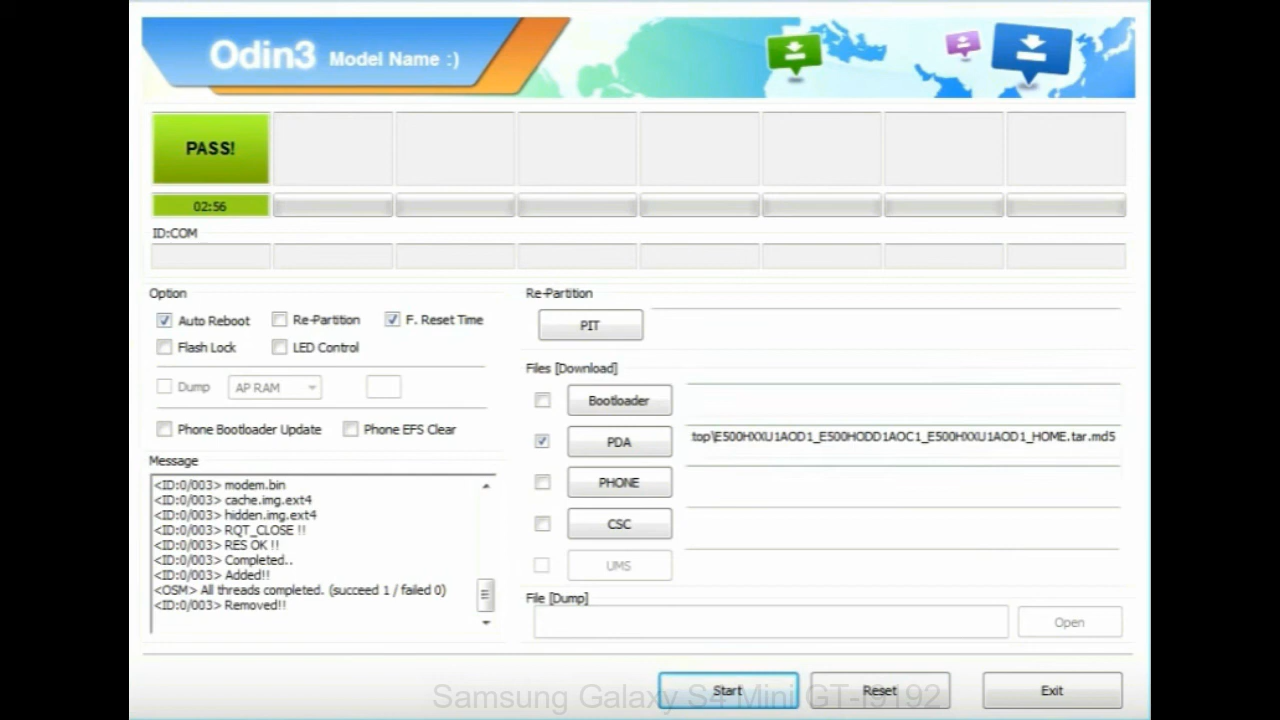 Odin3 Model Name :)
PASS!
02:56
ID:COM
Option
Auto Reboot Re-Partition F. Reset Time
Flash Lock LED Control
Dump AP RAM
Phone Bootloader Update Phone EFS Clear
Message
<ID:0/003> modem.bin
<ID:0/003> cache.img.ext4
<ID:0/003> hidden.img.ext4
<ID:0/003> RQT_CLOSE !!
<ID:0/003> RES OK !!
<ID:0/003> Completed..
<ID:0/003> Added!!
<OSM> All threads completed. (succeed 1 / failed 0)
<ID:0/003> Removed!!
Re-Partition
PIT
Files [Download]
Bootloader
PDA top\E500HXXU1AOD1_E500HODD1AOC1_E500HXXU1AOD1_HOME.tar.md5
PHONE
CSC
UMS
File [Dump]
Open
Start Reset Exit
Samsung Galaxy S4 Mini GT-I9192